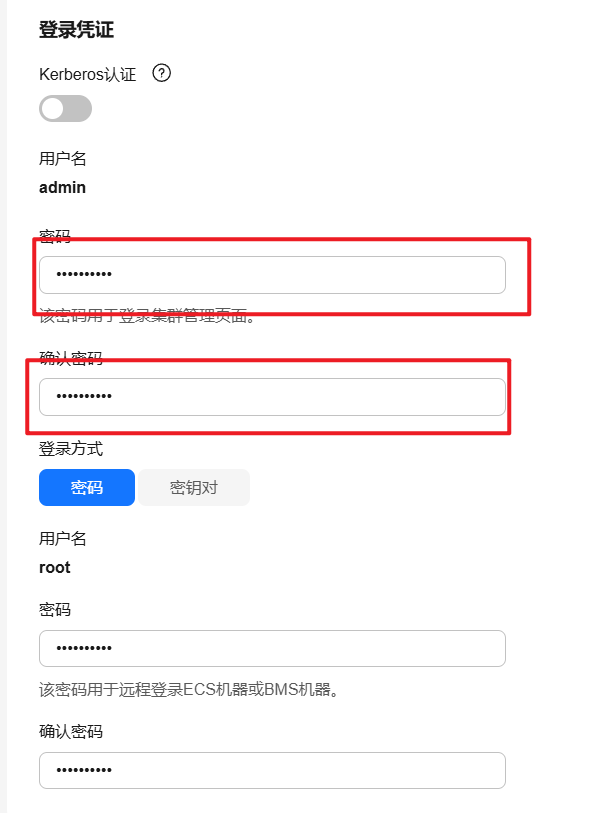 登录凭证
Kerberos认证 ?
用户名
admin
密码
••••••••••
该密码用于登录集群管理页面。
确认密码
••••••••••
登录方式
密码 密钥对
用户名
root
密码
••••••••••
该密码用于远程登录ECS机器或BMS机器。
确认密码
••••••••••